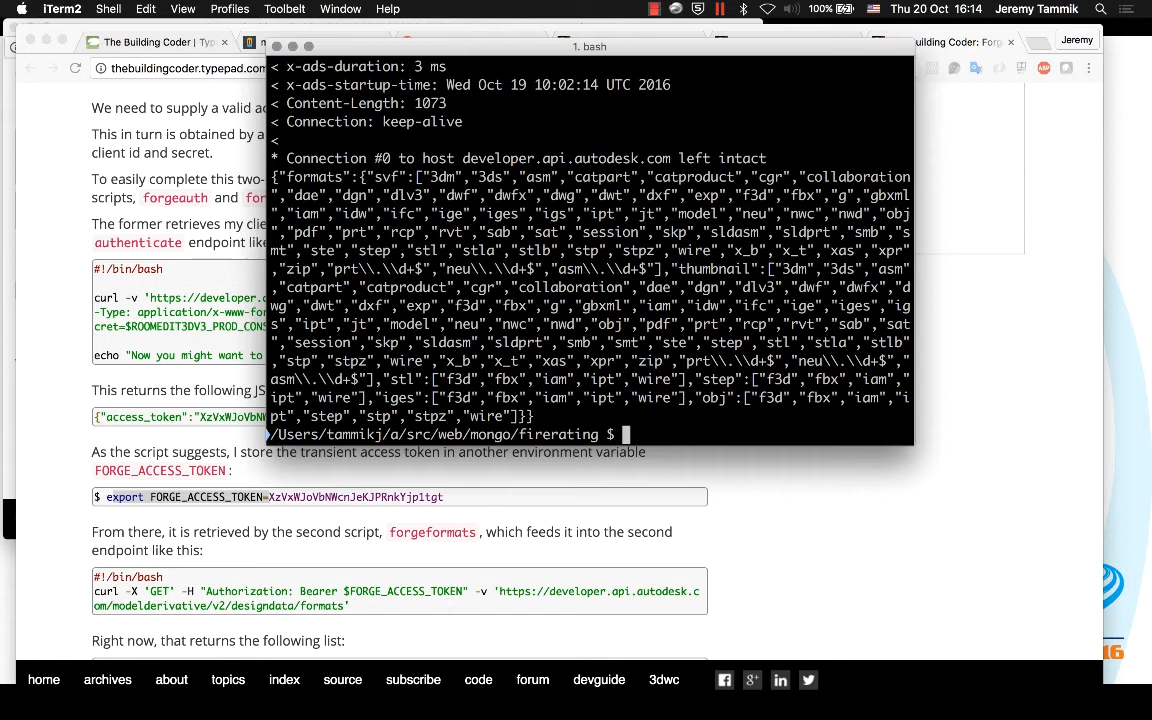 iTerm2 Shell Edit View Profiles Toolbelt Window Help 100% Thu 20 Oct 16:14 Jeremy Tammik
The Building Coder | Typ
Building Coder: Forg
Jeremy
thebuildingcoder.typepad.com
1. bash
< x-ads-duration: 3 ms
< x-ads-startup-time: Wed Oct 19 10:02:14 UTC 2016
< Content-Length: 1073
< Connection: keep-alive
<
* Connection #0 to host developer.api.autodesk.com left intact
{"formats":{"svf":["3dm","3ds","asm","catpart","catproduct","cgr","collaboration
","dae","dgn","dlv3","dwf","dwfx","dwg","dwt","dxf","exp","f3d","fbx","g","gbxml
","iam","idw","ifc","ige","iges","igs","ipt","jt","model","neu","nwc","nwd","obj
","pdf","prt","rcp","rvt","sab","sat","session","skp","sldasm","sldprt","smb","s
mt","ste","step","stl","stla","stlb","stp","stpz","wire","x_b","x_t","xas","xpr"
,"zip","prt\\.\\d+$","neu\\.\\d+$","asm\\.\\d+$"],"thumbnail":["3dm","3ds","asm"
,"catpart","catproduct","cgr","collaboration","dae","dgn","dlv3","dwf","dwfx","d
wg","dwt","dxf","exp","f3d","fbx","g","gbxml","iam","idw","ifc","ige","iges","ig
s","ipt","jt","model","neu","nwc","nwd","obj","pdf","prt","rcp","rvt","sab","sat
","session","skp","sldasm","sldprt","smb","smt","ste","step","stl","stla","stlb"
,"stp","stpz","wire","x_b","x_t","xas","xpr","zip","prt\\.\\d+$","neu\\.\\d+$","
asm\\.\\d+$"],"stl":["f3d","fbx","iam","ipt","wire"],"step":["f3d","fbx","iam","
ipt","wire"],"iges":["f3d","fbx","iam","ipt","wire"],"obj":["f3d","fbx","iam","i
pt","step","stp","stpz","wire"]}}
/Users/tammikj/a/src/web/mongo/firerating $
We need to supply a valid ac
This in turn is obtained by a
client id and secret.
To easily complete this two-
scripts, forgeauth and for
The former retrieves my clie
authenticate endpoint like
#!/bin/bash
curl -v 'https://develope
-Type: application/x-www-fo
cret=$ROOMEDIT3DV3_PROD_CONS
echo "Now you might want to
This returns the following JS
{"access_token":"XzVxWJoVbNW
As the script suggests, I store the transient access token in another environment variable
FORGE_ACCESS_TOKEN :
$ export FORGE_ACCESS_TOKEN=XzVxWJoVbNWcnJeKJPRnkYjp1tgt
From there, it is retrieved by the second script, forgeformats , which feeds it into the second
endpoint like this:
#!/bin/bash
curl -X 'GET' -H "Authorization: Bearer $FORGE_ACCESS_TOKEN" -v 'https://developer.api.autodesk.c
om/modelderivative/v2/designdata/formats'
Right now, that returns the following list:
16
home archives about topics index source subscribe code forum devguide 3dwc